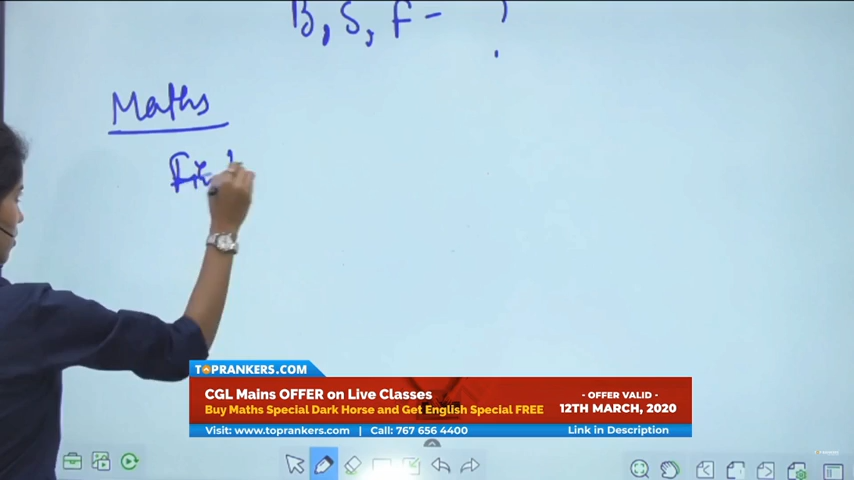 B, S, F - ?
Maths
TOPRANKERS.COM
CGL Mains OFFER on Live Classes
Buy Maths Special Dark Horse and Get English Special FREE
- OFFER VALID -
12TH MARCH, 2020
Visit: www.toprankers.com | Call: 767 656 4400
Link in Description